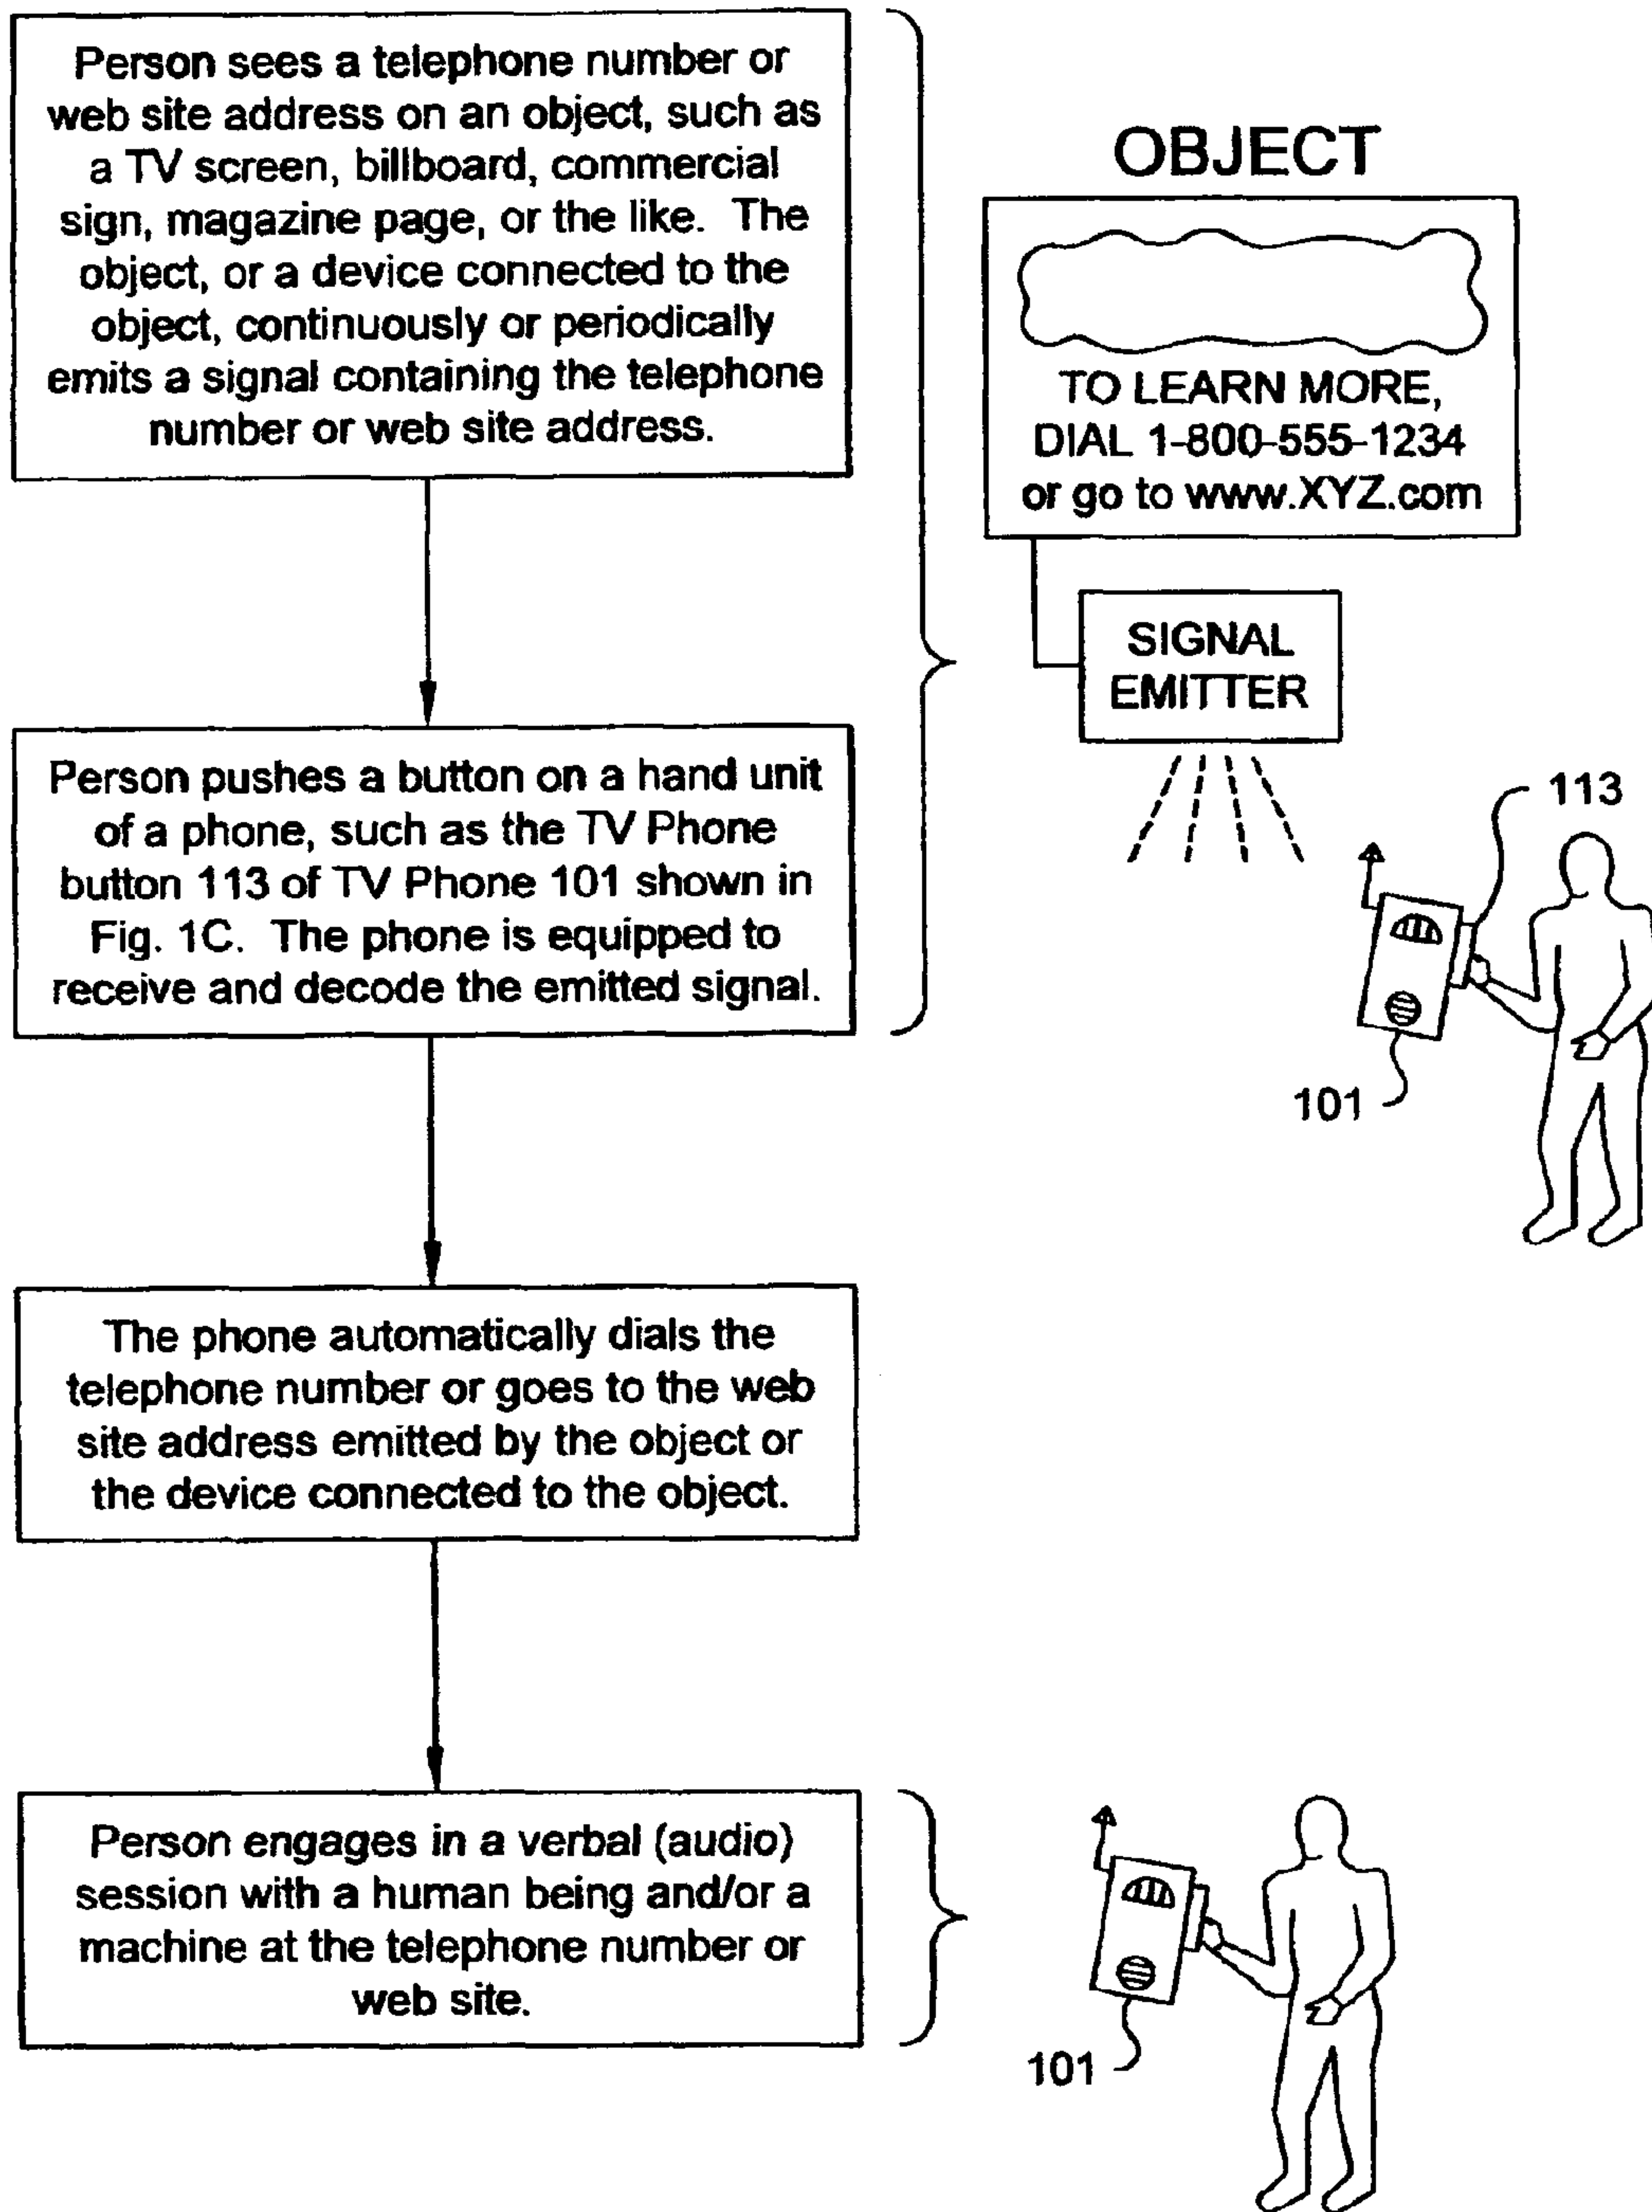 Person sees a telephone number or
web site address on an object, such as
a TV screen, billboard, commercial
sign, magazine page, or the like. The
object, or a device connected to the
object, continuously or periodically
emits a signal containing the telephone
number or web site address.
OBJECT
TO LEARN MORE,
DIAL 1-800-555-1234
or go to www.XYZ.com
SIGNAL
EMITTER
Person pushes a button on a hand unit
of a phone, such as the TV Phone
button 113 of TV Phone 101 shown in
Fig. 1C. The phone is equipped to
receive and decode the emitted signal.
113
101
The phone automatically dials the
telephone number or goes to the web
site address emitted by the object or
the device connected to the object.
Person engages in a verbal (audio)
session with a human being and/or a
machine at the telephone number or
web site.
101